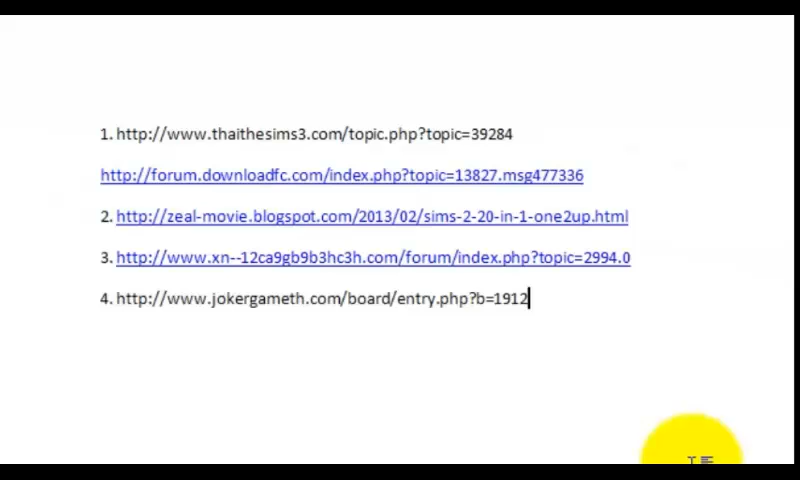 1. http://www.thaithesims3.com/topic.php?topic=39284
http://forum.downloadfc.com/index.php?topic=13827.msg477336
2. http://zeal-movie.blogspot.com/2013/02/sims-2-20-in-1-one2up.html
3. http://www.xn--12ca9gb9b3hc3h.com/forum/index.php?topic=2994.0
4. http://www.jokergameth.com/board/entry.php?b=1912